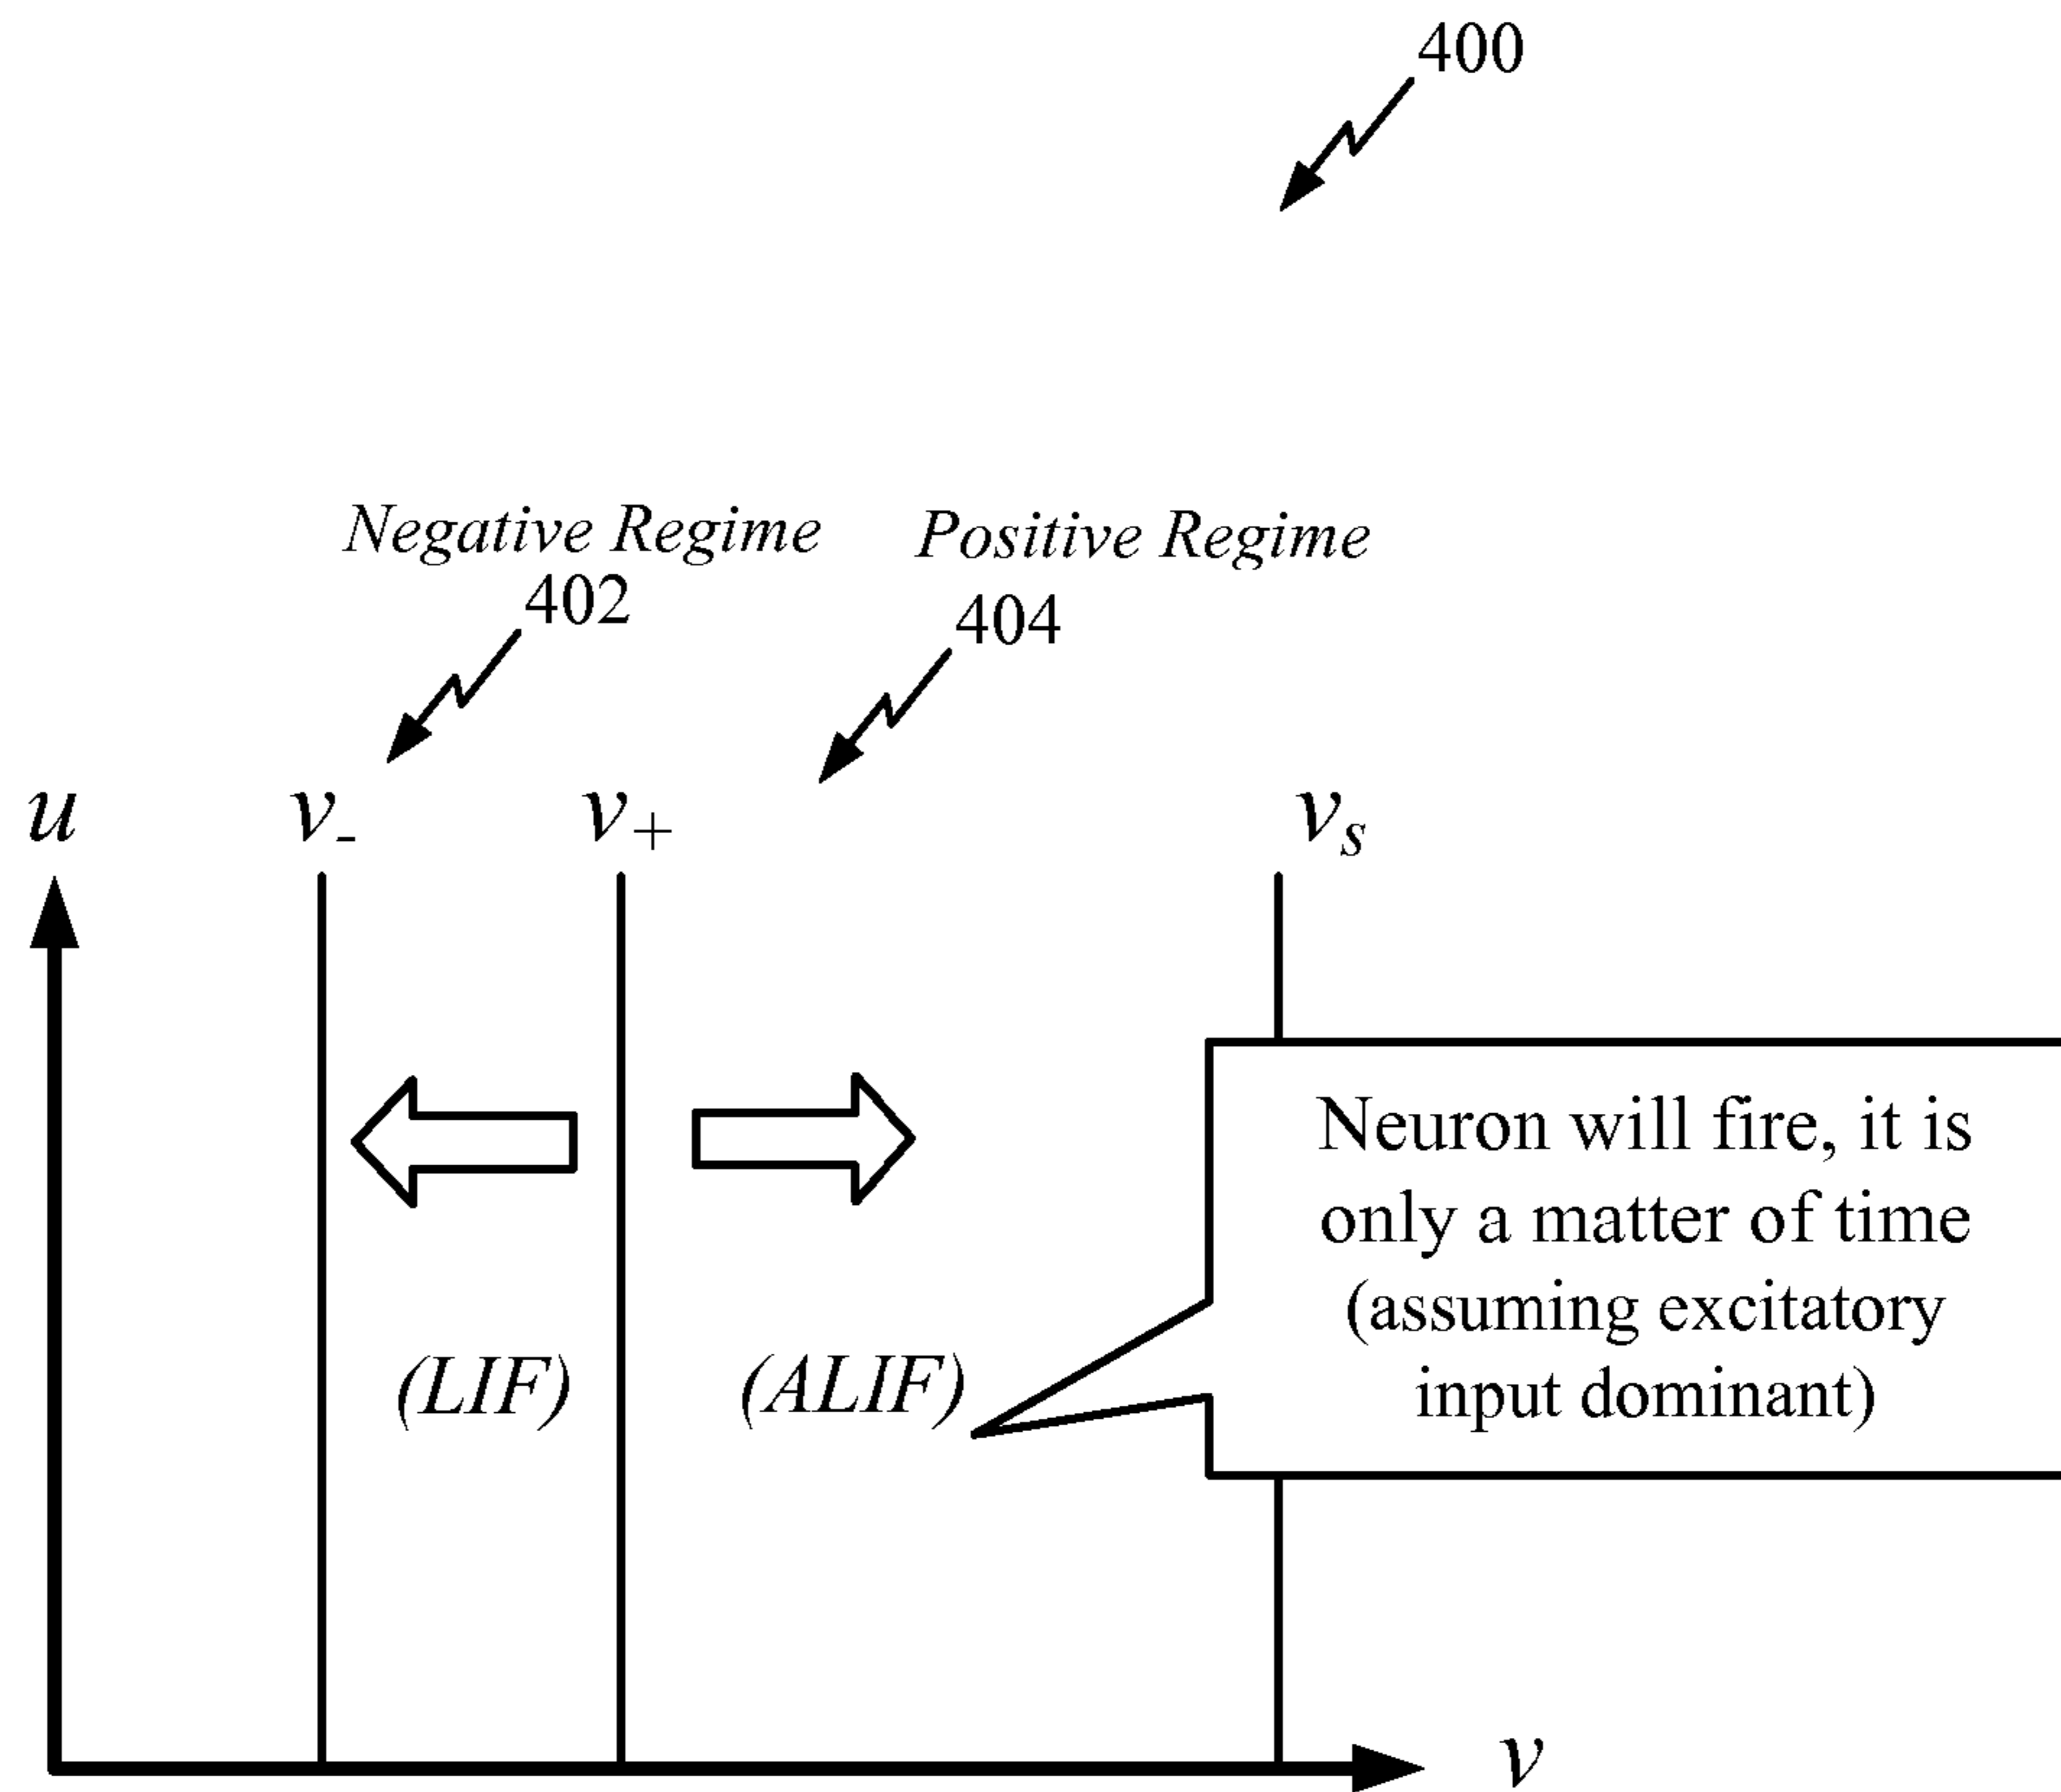 400
Negative Regime
402
Positive Regime
404
u
v-
v+
vs
Neuron will fire, it is
only a matter of time
(assuming excitatory
input dominant)
(LIF)
(ALIF)
v